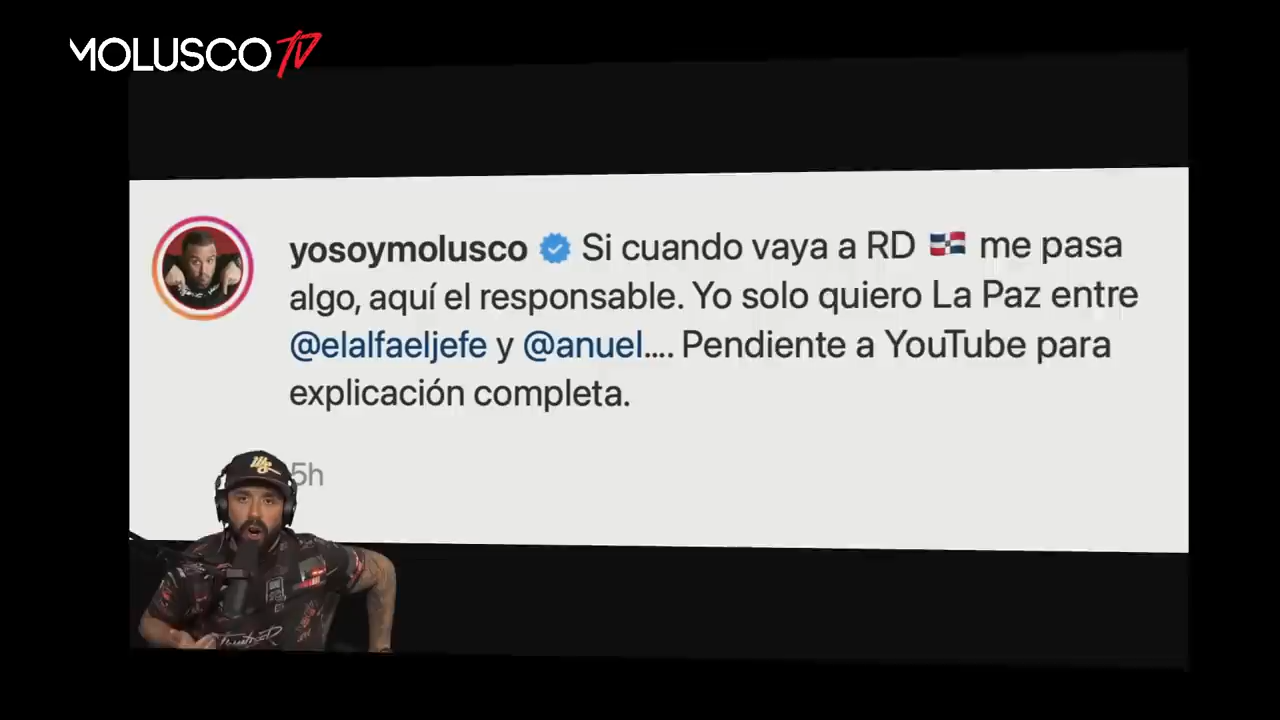 MOLUSCO TV
yosoymolusco Si cuando vaya a RD 🇩🇴 me pasa
algo, aquí el responsable. Yo solo quiero La Paz entre
@elalfaeljefe y @anuel.... Pendiente a YouTube para
explicación completa.
5h